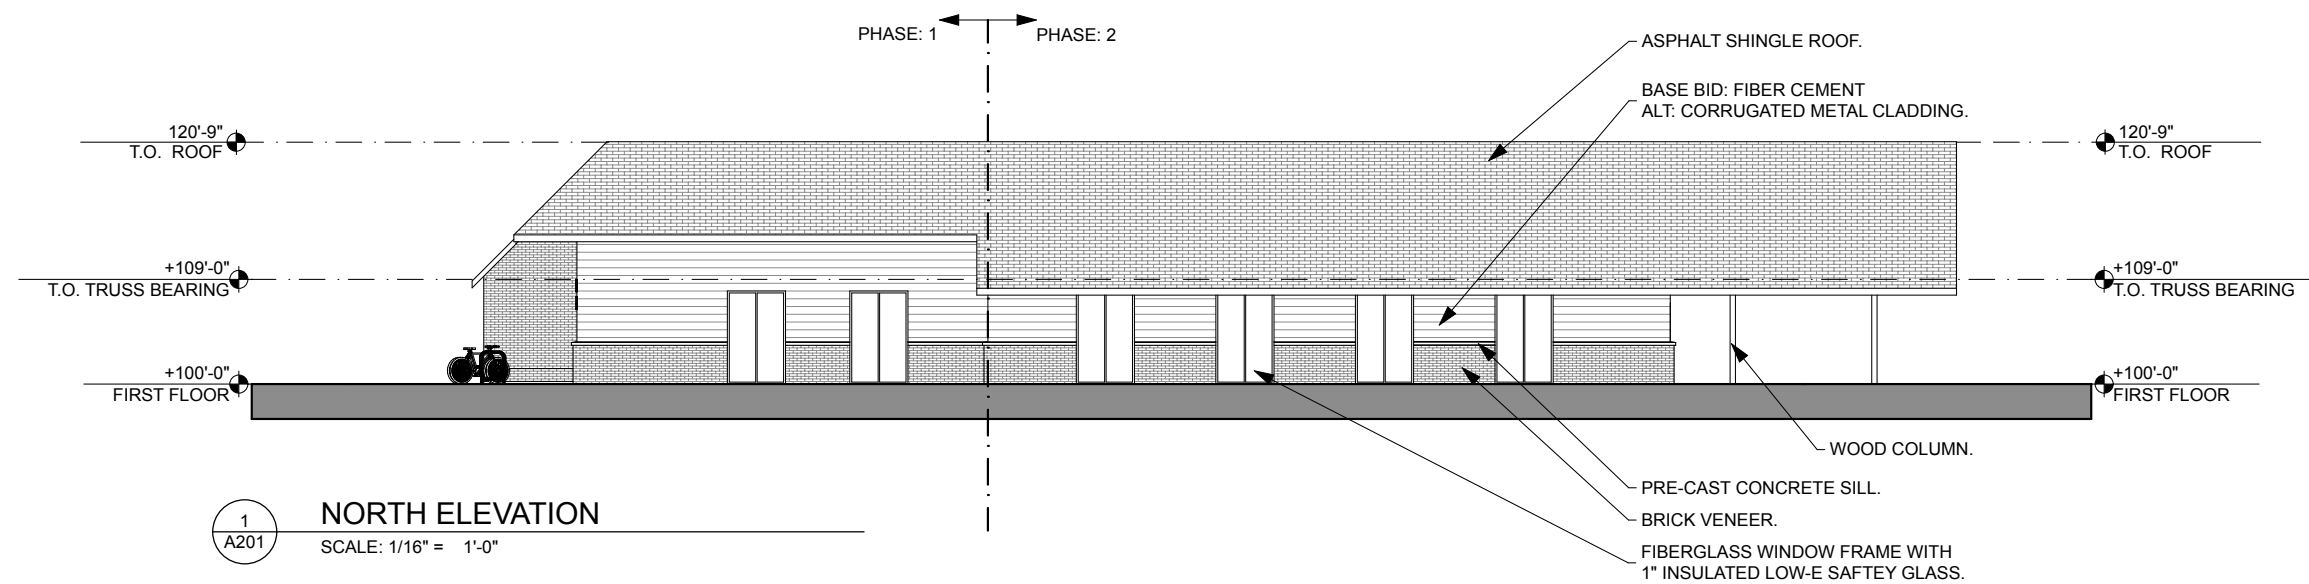 PHASE: 1
PHASE: 2
ASPHALT SHINGLE ROOF.
BASE BID: FIBER CEMENT
ALT: CORRUGATED METAL CLADDING.
120'-9"
T.O. ROOF
120'-9"
T.O. ROOF
+109'-0"
T.O. TRUSS BEARING
+109'-0"
T.O. TRUSS BEARING
+100'-0"
FIRST FLOOR
+100'-0"
FIRST FLOOR
WOOD COLUMN.
PRE-CAST CONCRETE SILL.
BRICK VENEER.
FIBERGLASS WINDOW FRAME WITH
1" INSULATED LOW-E SAFTEY GLASS.
1
A201
NORTH ELEVATION
SCALE: 1/16" = 1'-0"